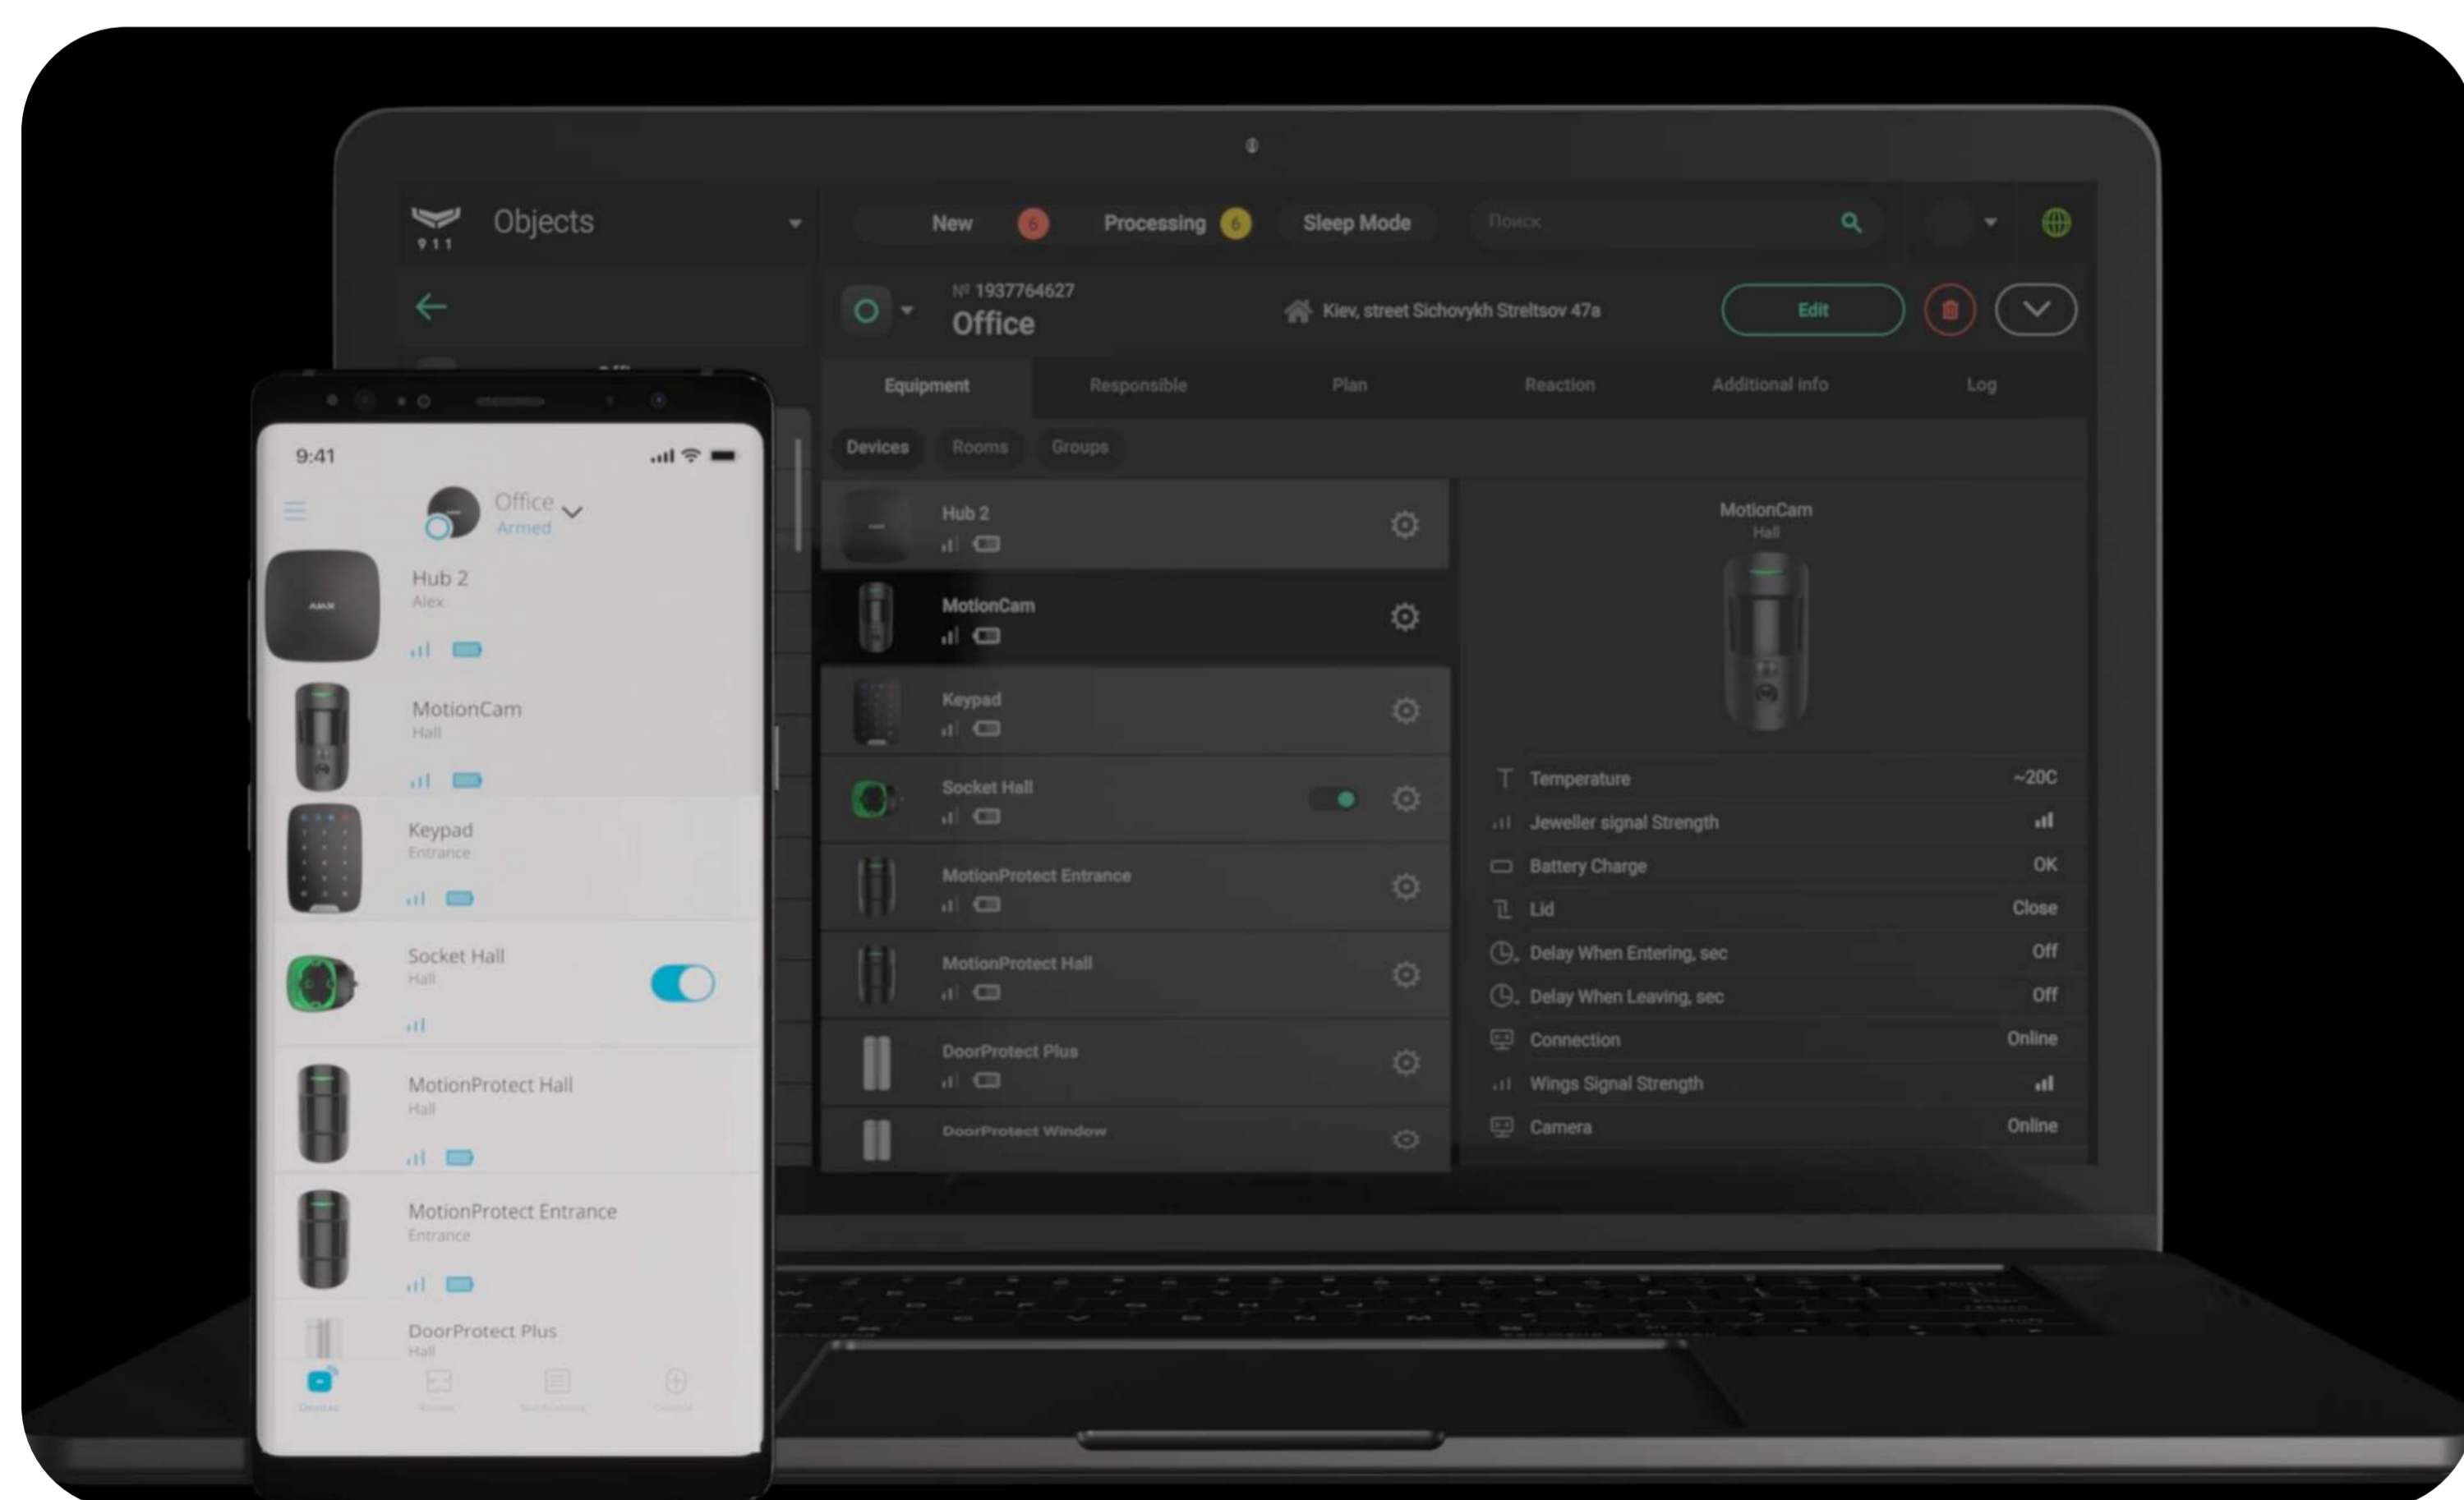 911
Objects
New 6 Processing 6 Sleep Mode Поиск
№ 1937764627
Office
Kiev, street Sichovykh Streltsov 47a
Edit
Equipment Responsible Plan Reaction Additional info Log
Devices Rooms Groups
Hub 2
MotionCam
Keypad
Socket Hall
MotionProtect Entrance
MotionProtect Hall
DoorProtect Plus
DoorProtect Window
MotionCam
Hall
Temperature ~20C
Jeweller signal Strength
Battery Charge OK
Lid Close
Delay When Entering, sec Off
Delay When Leaving, sec Off
Connection Online
Wings Signal Strength
Camera Online
9:41
Office
Armed
AJAX
Hub 2
Alex
MotionCam
Hall
Keypad
Entrance
Socket Hall
Hall
MotionProtect Hall
Hall
MotionProtect Entrance
Entrance
DoorProtect Plus
Hall
Devices